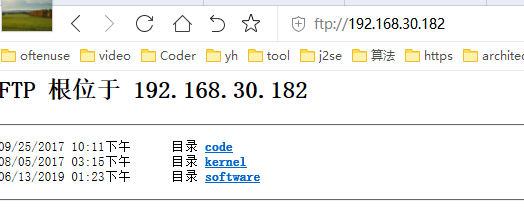 ftp://192.168.30.182
oftenuse video Coder yh tool j2se 算法 https architec
FTP 根位于 192.168.30.182
09/25/2017 10:11下午 目录 code
08/05/2017 03:15下午 目录 kernel
06/13/2019 01:23下午 目录 software